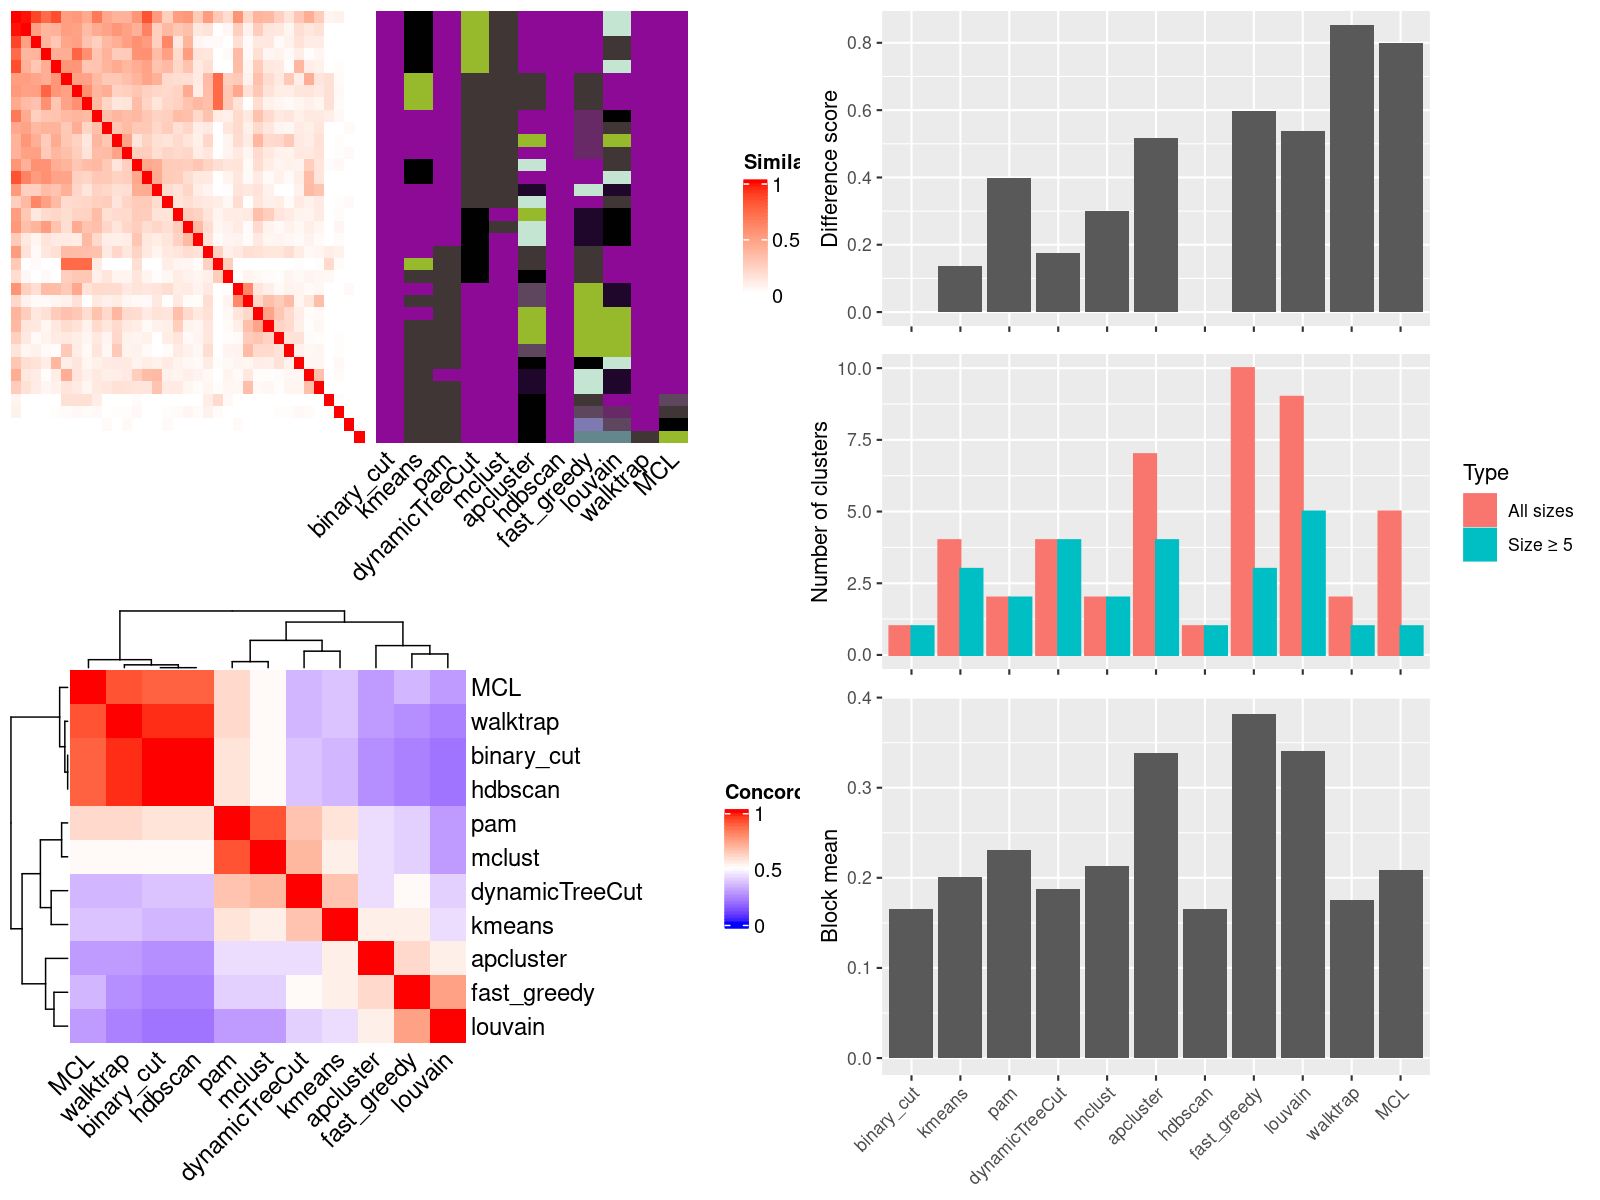 Simila
1
0.5
0
binary_cut
kmeans
pam
dynamicTreeCut
mclust
apcluster
hdbscan
fast_greedy
louvain
walktrap
MCL
MCL
walktrap
binary_cut
hdbscan
pam
mclust
dynamicTreeCut
kmeans
apcluster
fast_greedy
louvain
Concord
1
0.5
0
MCL
walktrap
binary_cut
hdbscan
pam
mclust
dynamicTreeCut
kmeans
apcluster
fast_greedy
louvain
Difference score
0.8
0.6
0.4
0.2
0.0
Number of clusters
10.0
7.5
5.0
2.5
0.0
Type
All sizes
Size ≥ 5
Block mean
0.4
0.3
0.2
0.1
0.0
binary_cut
kmeans
pam
dynamicTreeCut
mclust
apcluster
hdbscan
fast_greedy
louvain
walktrap
MCL